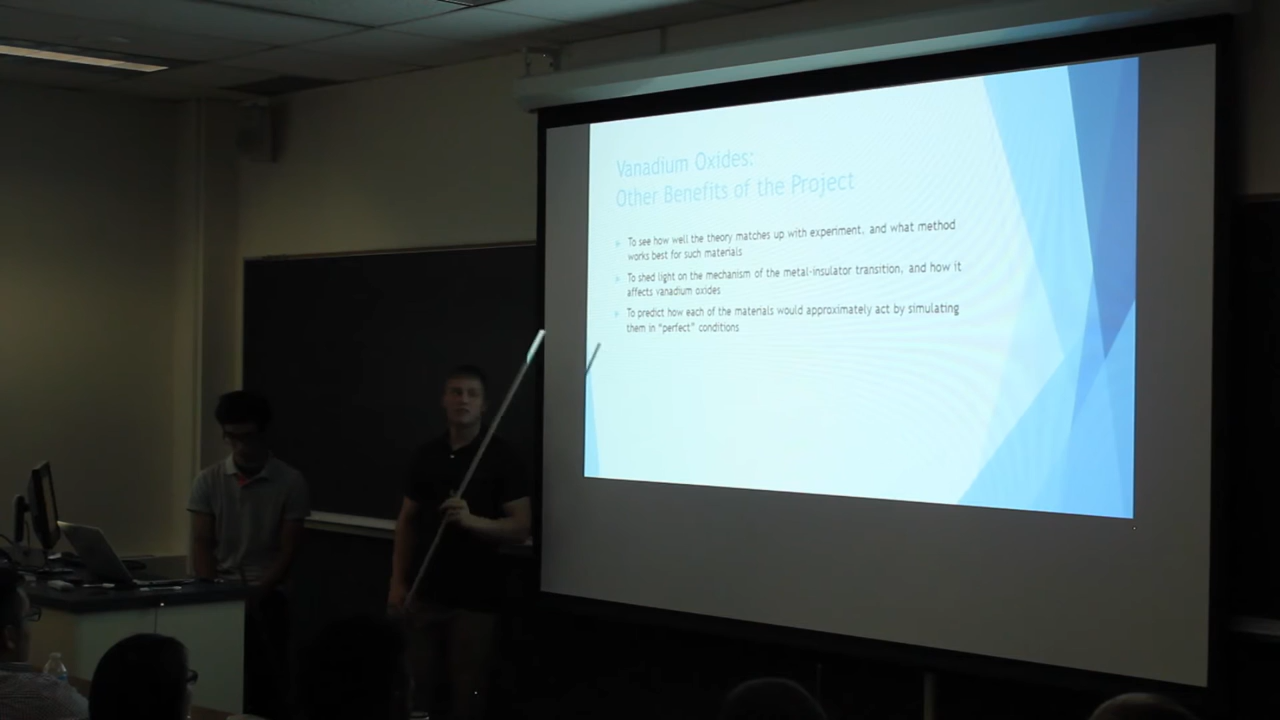 Vanadium Oxides:
Other Benefits of the Project
To see how well the theory matches up with experiment, and what method
works best for such materials
To shed light on the mechanism of the metal-insulator transition, and how it
affects vanadium oxides
To predict how each of the materials would approximately act by simulating
them in "perfect" conditions